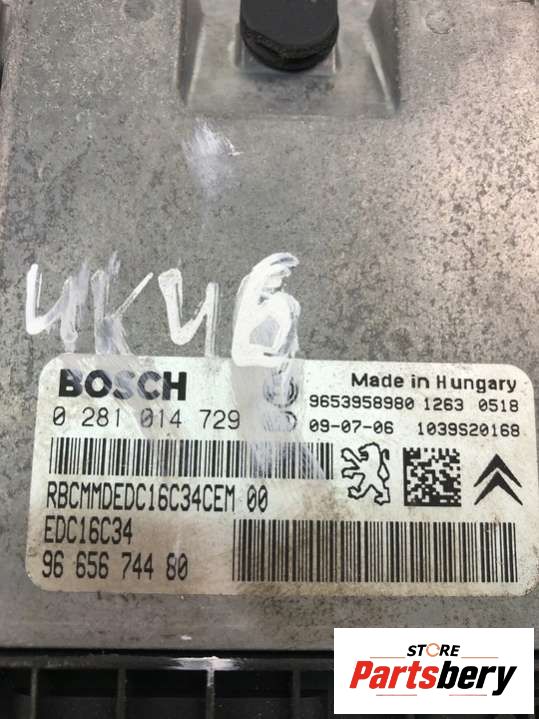 UKU6
BOSCH
Made in Hungary
0 281 014 729
9653958980 1263 0518
09-07-06 1039S20168
RBCMMDEDC16C34CEM 00
EDC16C34
96 656 744 80
STORE
Partsbery